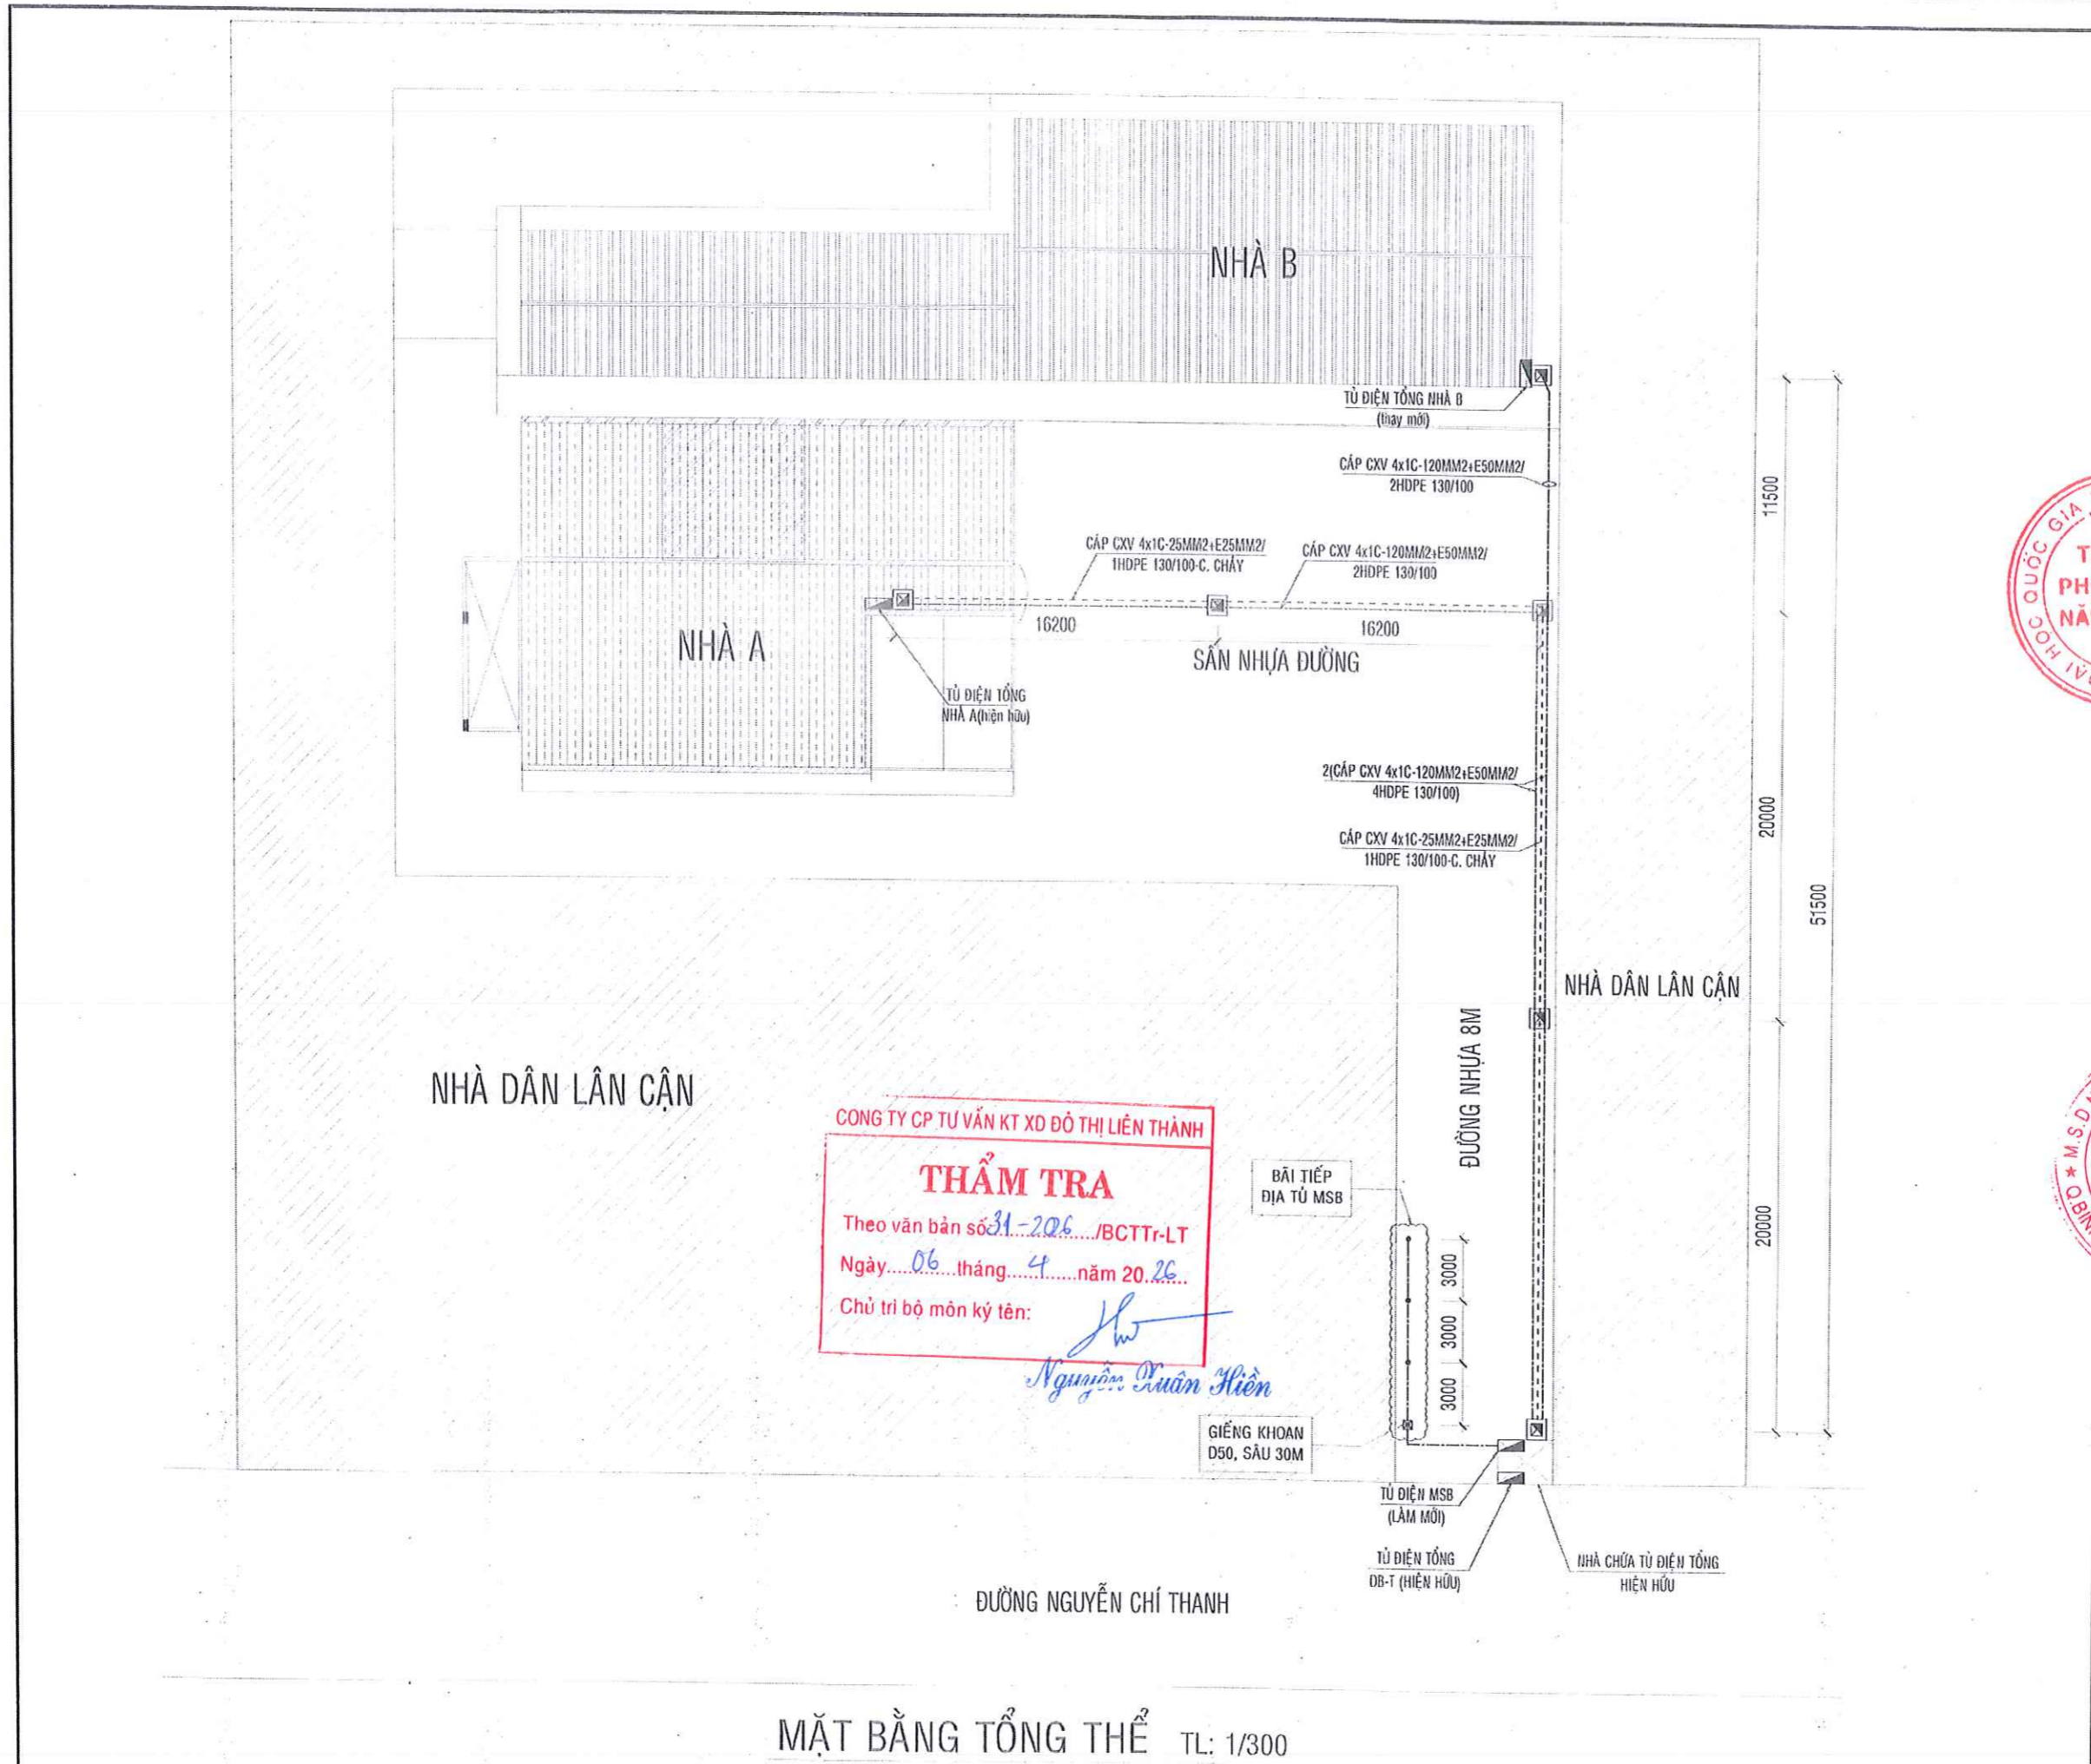 NHÀ B
TỦ ĐIỆN TỔNG NHÀ B
(thay mới)
CÁP CXV 4x1C-120MM2+E50MM2/
2HDPE 130/100
11500
CÁP CXV 4x1C-25MM2+E25MM2/
1HDPE 130/100-C. CHÁY
CÁP CXV 4x1C-120MM2+E50MM2/
2HDPE 130/100
16200
16200
NHÀ A
SÂN NHỰA ĐƯỜNG
TỦ ĐIỆN TỔNG
NHÀ A(hiện hữu)
2(CÁP CXV 4x1C-120MM2+E50MM2/
4HDPE 130/100)
20000
CÁP CXV 4x1C-25MM2+E25MM2/
1HDPE 130/100-C. CHÁY
51500
NHÀ DÂN LÂN CẬN
ĐƯỜNG NHỰA 8M
NHÀ DÂN LÂN CẬN
CONG TY CP TƯ VẤN KT XD ĐÔ THỊ LIÊN THÀNH
THẨM TRA
Theo văn bản số 31-2026 /BCTTr-LT
Ngày.....06.....tháng.....4.....năm 20.26..
Chủ trì bộ môn ký tên:
Nguyễn Xuân Hiền
BÃI TIẾP
ĐỊA TỦ MSB
20000
3000
3000
3000
GIẾNG KHOAN
D50, SÂU 30M
TỦ ĐIỆN MSB
(LÀM MỚI)
TỦ ĐIỆN TỔNG
DB-T (HIỆN HỮU)
NHÀ CHỨA TỦ ĐIỆN TỔNG
HIỆN HỮU
ĐƯỜNG NGUYỄN CHÍ THANH
MẶT BẰNG TỔNG THỂ TL: 1/300
HỌC QUỐC GIA
PH
NĂ
M.S.D
Q.BÌN